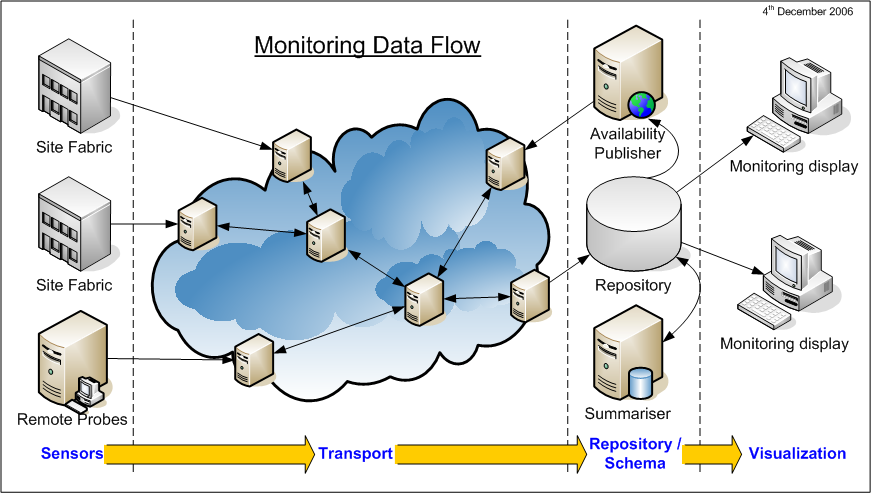 4th December 2006
Monitoring Data Flow
Site Fabric
Site Fabric
Remote Probes
Availability
Publisher
Repository
Summariser
Monitoring display
Monitoring display
Sensors
Transport
Repository /
Schema
Visualization